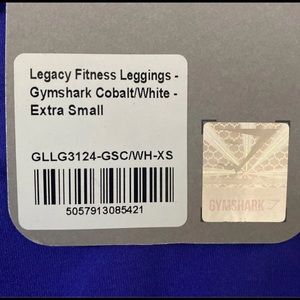 Legacy Fitness Leggings -
Gymshark Cobalt/White -
Extra Small
GLLG3124-GSC/WH-XS
5057913085421
GYMSHARK